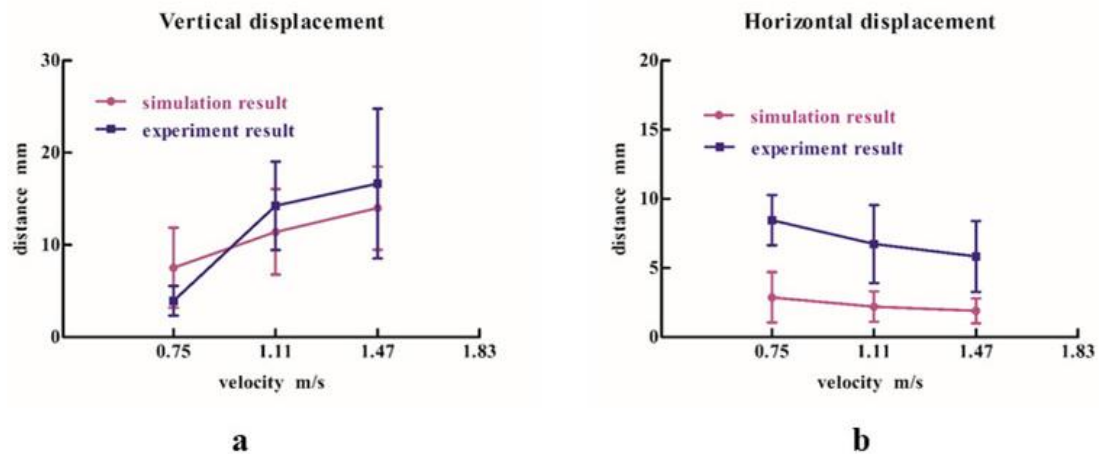 Vertical displacement
30
20
10
0
distance mm
simulation result
experiment result
0.75 1.11 1.47 1.83
velocity m/s
a
Horizontal displacement
20
15
10
5
0
distance mm
simulation result
experiment result
0.75 1.11 1.47 1.83
velocity m/s
b